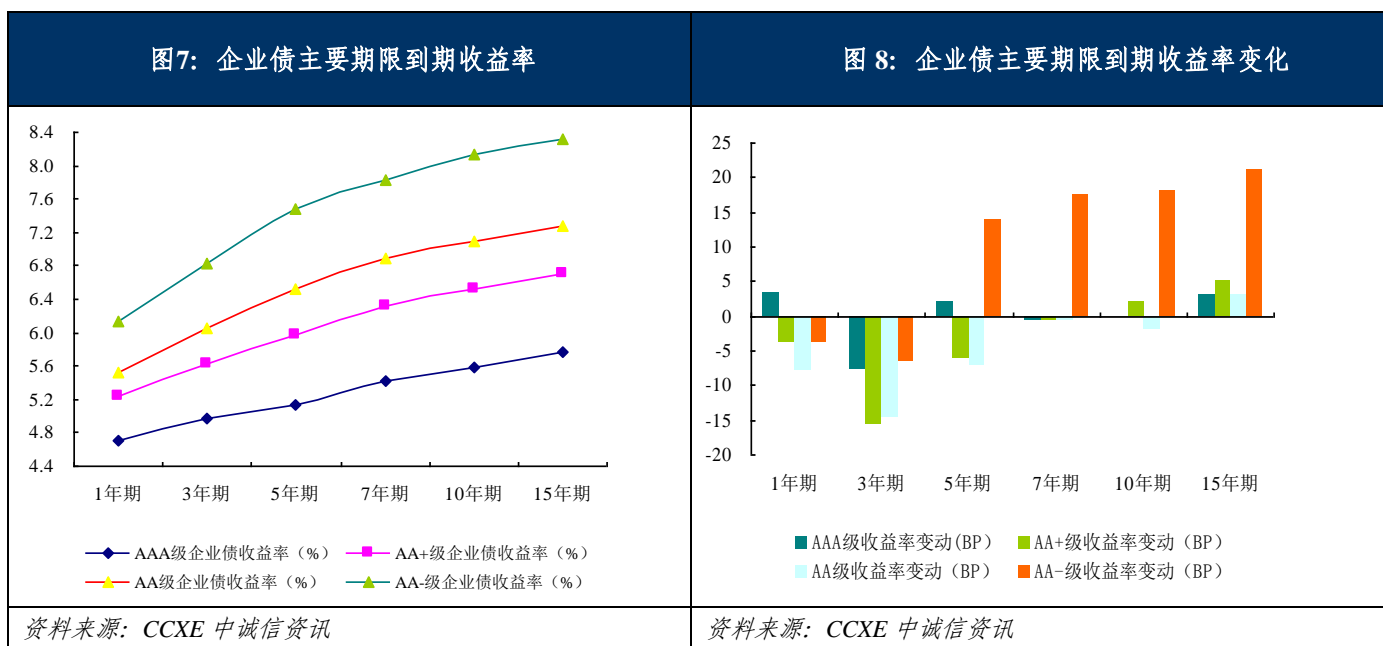 图7：企业债主要期限到期收益率
8.4
8.0
7.6
7.2
6.8
6.4
6.0
5.6
5.2
4.8
4.4
1年期 3年期 5年期 7年期 10年期 15年期
AAA级企业债收益率（%） AA+级企业债收益率（%）
AA级企业债收益率（%） AA-级企业债收益率（%）
资料来源：CCXE 中诚信资讯
图 8：企业债主要期限到期收益率变化
25
20
15
10
5
0
-5
-10
-15
-20
1年期 3年期 5年期 7年期 10年期 15年期
AAA级收益率变动(BP） AA+级收益率变动（BP）
AA级收益率变动（BP） AA-级收益率变动（BP）
资料来源：CCXE 中诚信资讯